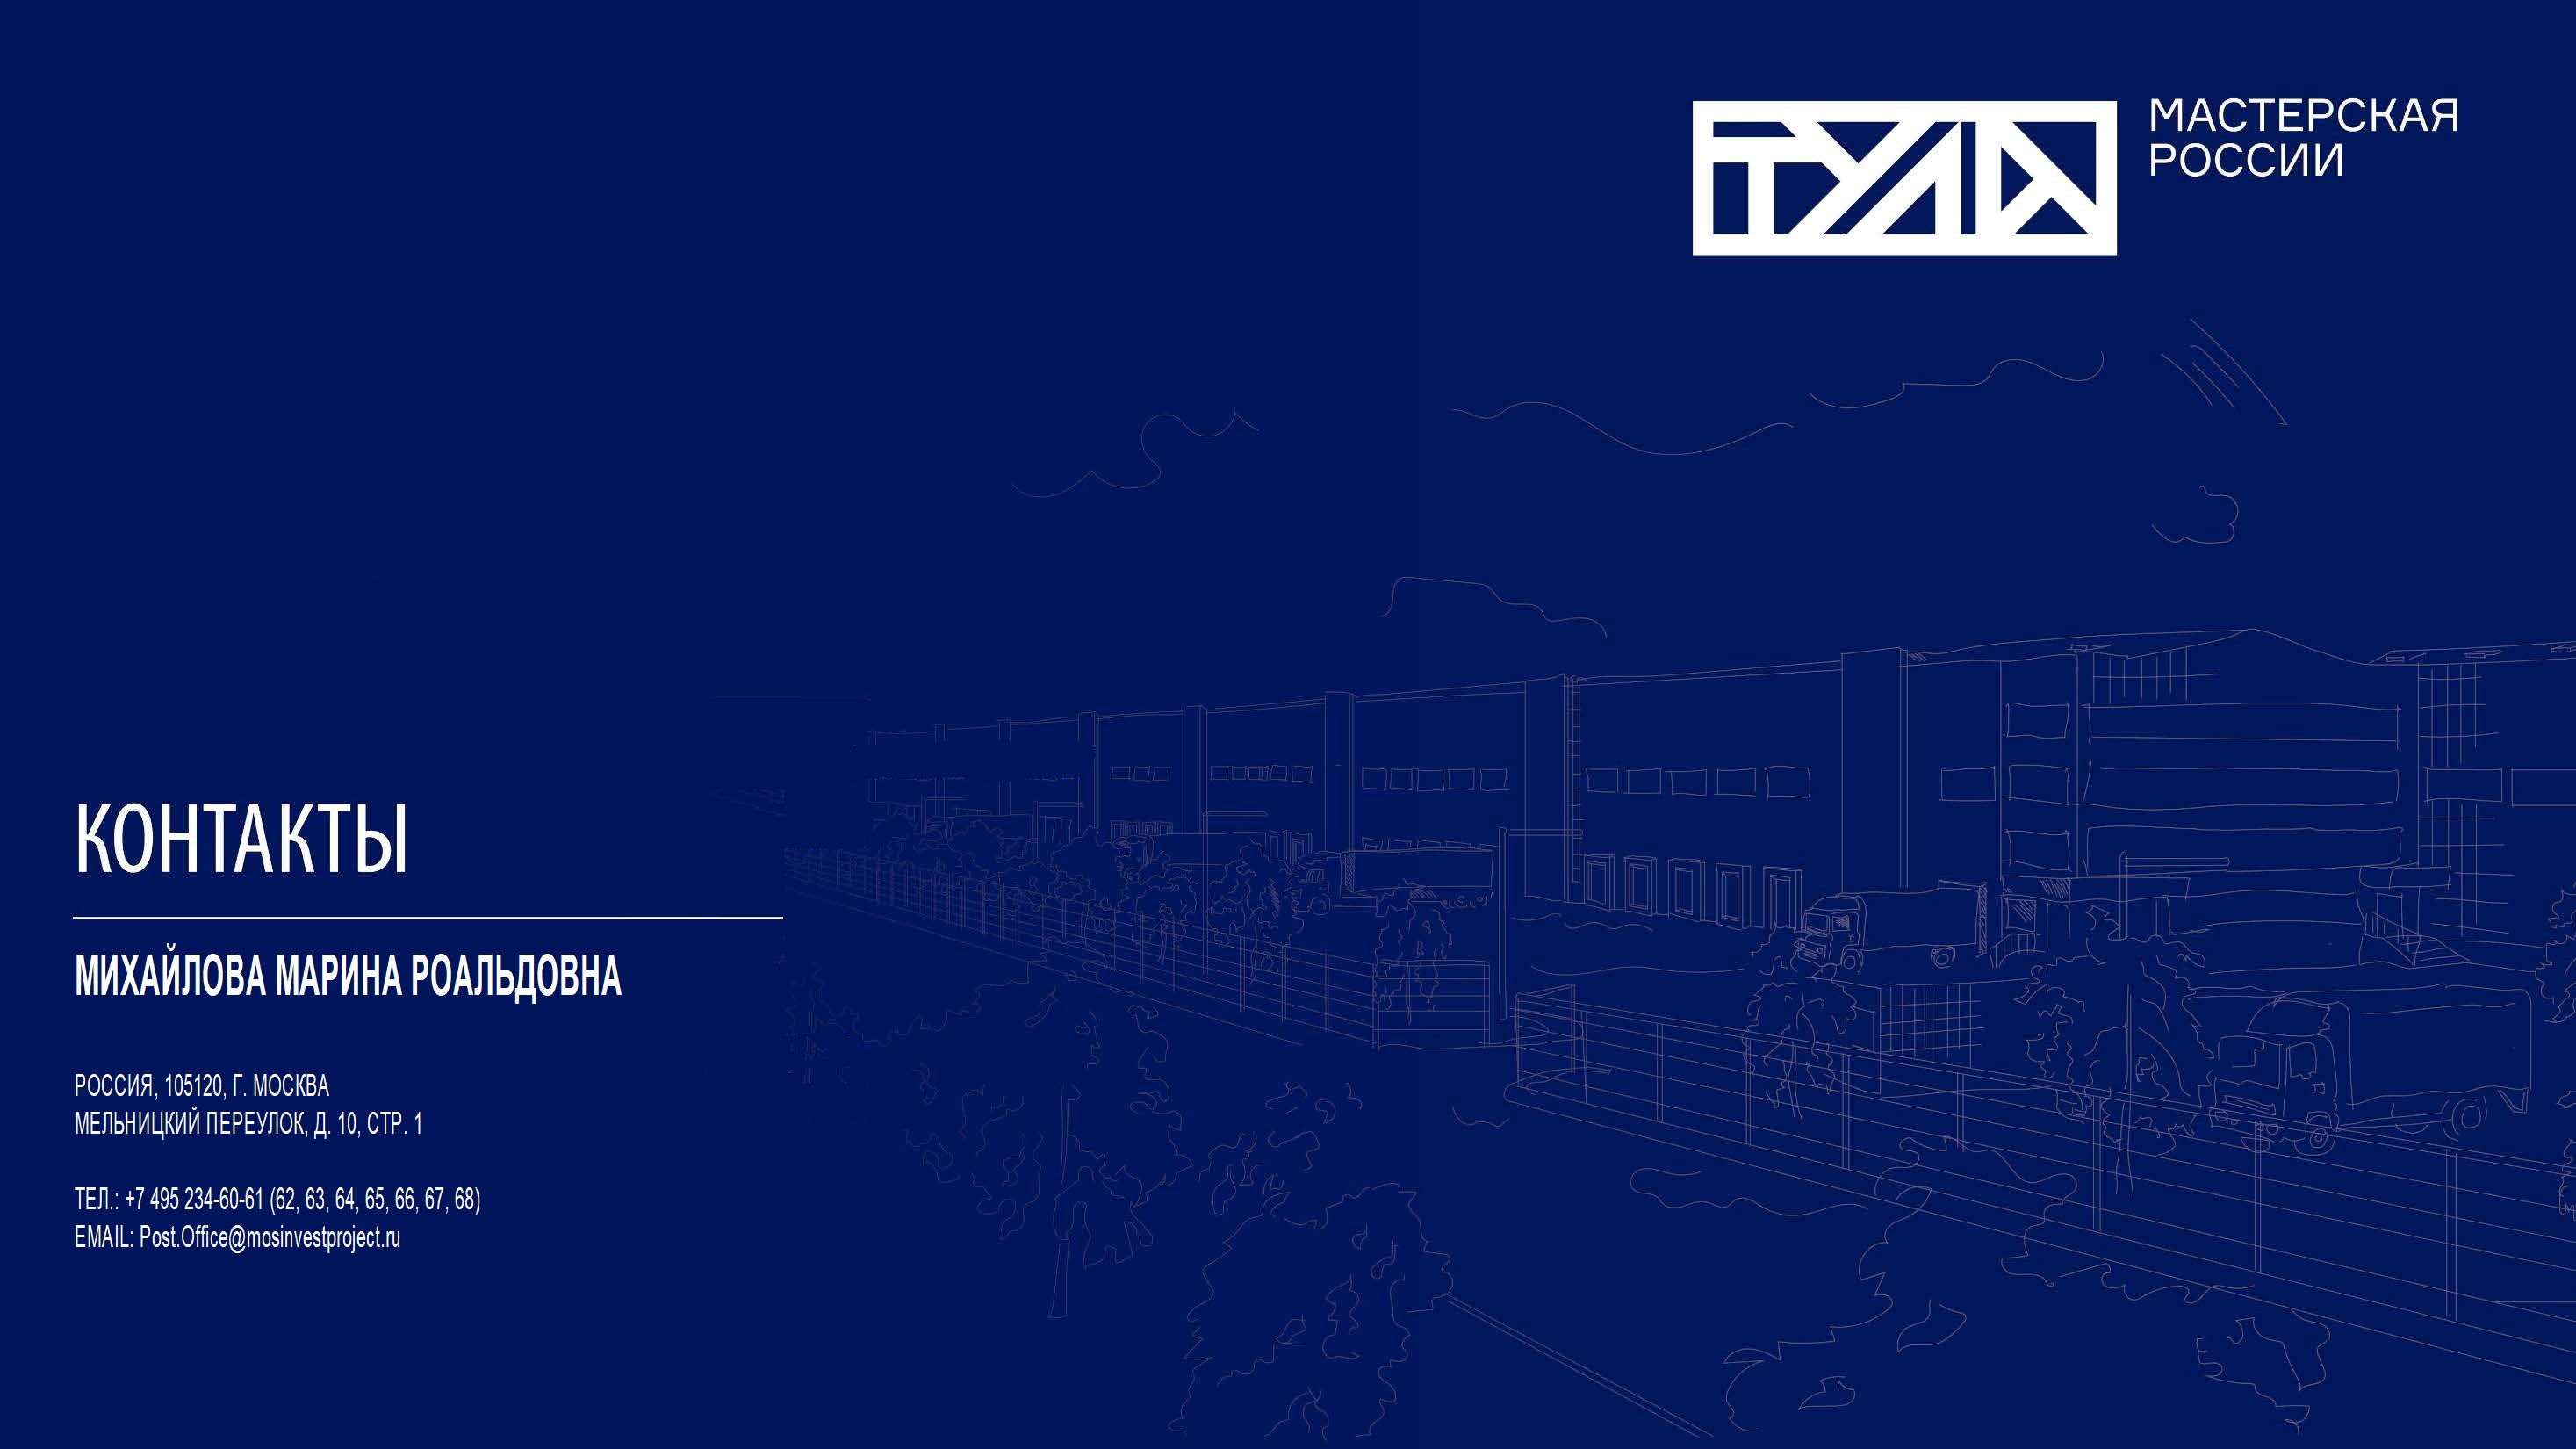 ТУЛА
МАСТЕРСКАЯ
РОССИИ
КОНТАКТЫ
МИХАЙЛОВА МАРИНА РОАЛЬДОВНА
РОССИЯ, 105120, Г. МОСКВА
МЕЛЬНИЦКИЙ ПЕРЕУЛОК, Д. 10, СТР. 1
ТЕЛ.: +7 495 234-60-61 (62, 63, 64, 65, 66, 67, 68)
EMAIL: Post.Office@mosinvestproject.ru